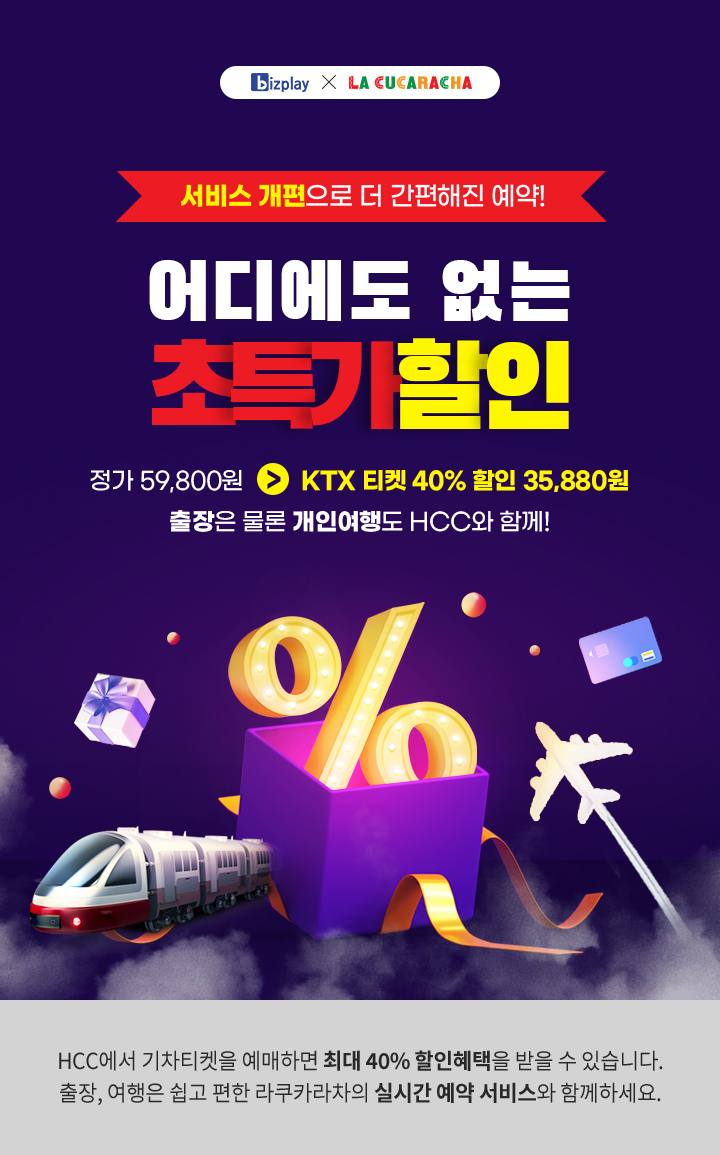 bizplay × LA CUCARACHA
서비스 개편으로 더 간편해진 예약!
어디에도 없는
초특가할인
정가 59,800원 > KTX 티켓 40% 할인 35,880원
출장은 물론 개인여행도 HCC와 함께!
%
HCC에서 기차티켓을 예매하면 최대 40% 할인혜택을 받을 수 있습니다.
출장, 여행은 쉽고 편한 라쿠카라차의 실시간 예약 서비스와 함께하세요.